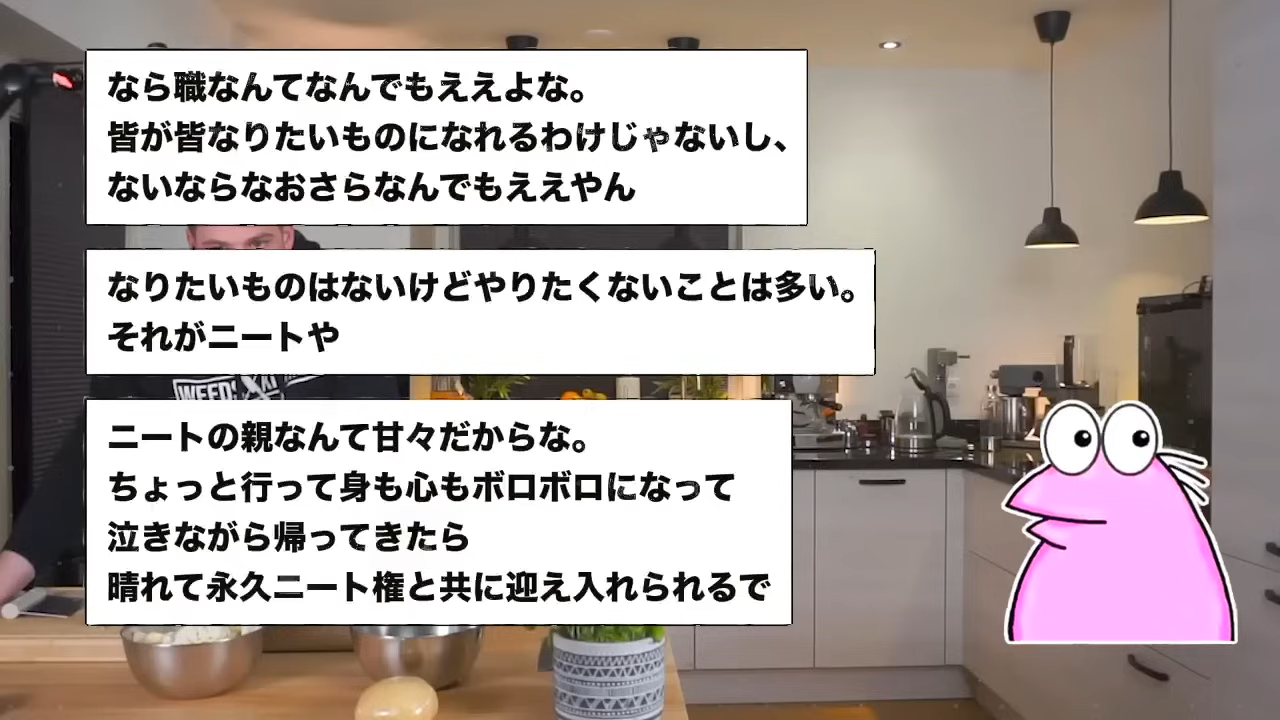 なら職なんてなんでもええよな。
皆が皆なりたいものになれるわけじゃないし、
ないならなおさらなんでもええやん
なりたいものはないけどやりたくないことは多い。
それがニートや
ニートの親なんて甘々だからな。
ちょっと行って身も心もボロボロになって
泣きながら帰ってきたら
晴れて永久ニート権と共に迎え入れられるで